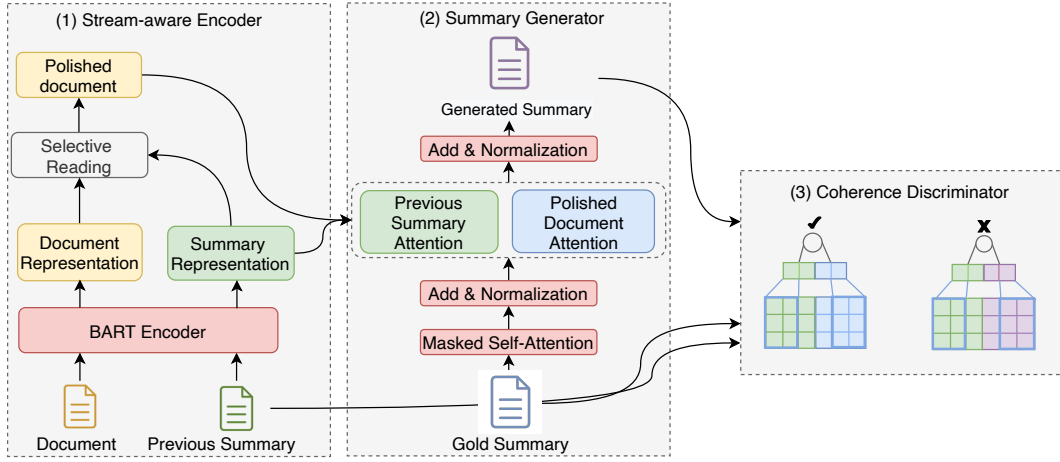 (1) Stream-aware Encoder
Polished
document
Selective
Reading
Document
Representation
Summary
Representation
BART Encoder
Document
Previous Summary
(2) Summary Generator
Generated Summary
Add & Normalization
Previous
Summary
Attention
Polished
Document
Attention
Add & Normalization
Masked Self-Attention
Gold Summary
(3) Coherence Discriminator